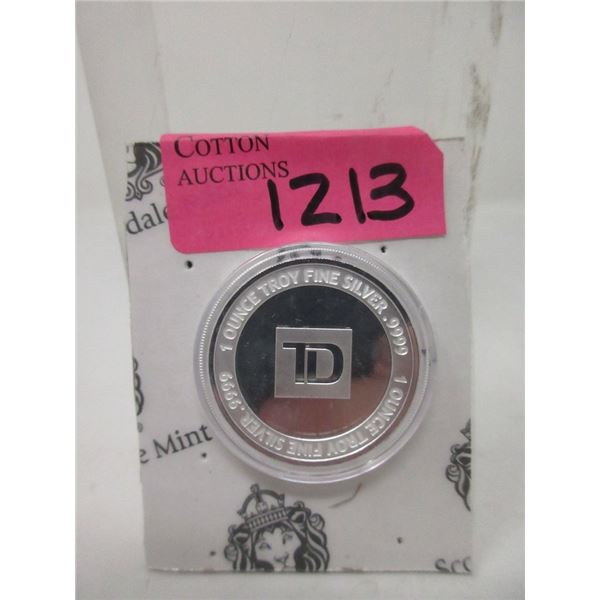 COTTON
AUCTIONS
1213
dale
1 OUNCE TROY FINE SILVER .9999
1 OUNCE TROY FINE SILVER .9999
TD
e Mint
Sco